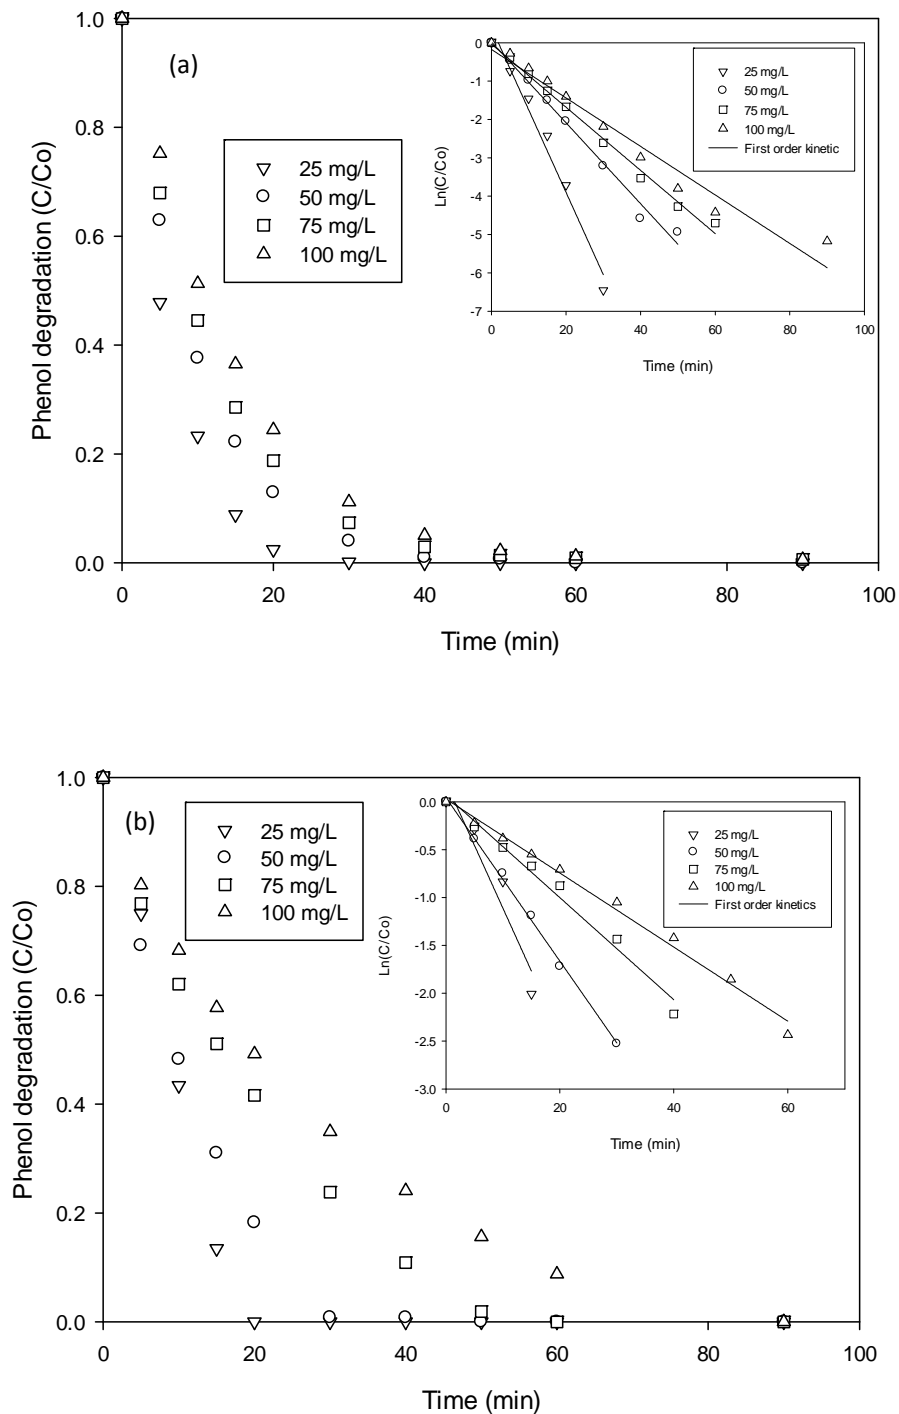 (a)
Phenol degradation (C/Co)
1.0
0.8
0.6
0.4
0.2
0.0
0 20 40 60 80 100
Time (min)
25 mg/L
50 mg/L
75 mg/L
100 mg/L
Ln(C/Co)
0
-1
-2
-3
-4
-5
-6
-7
0 20 40 60 80 100
Time (min)
25 mg/L
50 mg/L
75 mg/L
100 mg/L
First order kinetic
(b)
Phenol degradation (C/Co)
1.0
0.8
0.6
0.4
0.2
0.0
0 20 40 60 80 100
Time (min)
25 mg/L
50 mg/L
75 mg/L
100 mg/L
Ln(C/Co)
0.0
-0.5
-1.0
-1.5
-2.0
-2.5
-3.0
0 20 40 60
Time (min)
25 mg/L
50 mg/L
75 mg/L
100 mg/L
First order kinetics